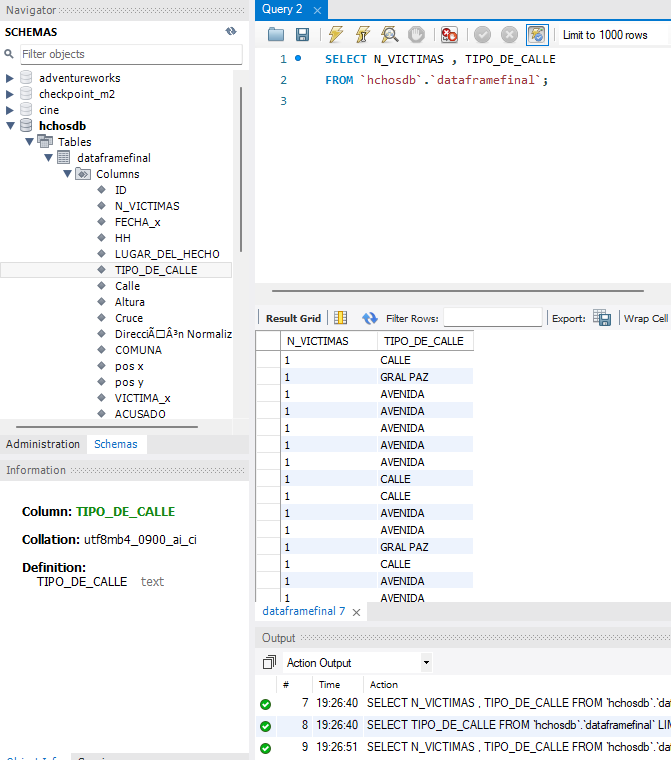 Navigator
SCHEMAS
Filter objects
adventureworks
checkpoint_m2
cine
hchosdb
Tables
dataframefinal
Columns
ID
N_VICTIMAS
FECHA_x
HH
LUGAR_DEL_HECHO
TIPO_DE_CALLE
Calle
Altura
Cruce
COMUNA
pos x
pos y
VICTIMA_x
ACUSADO
Administration Schemas
Information
Column: TIPO_DE_CALLE
Collation: utf8mb4_0900_ai_ci
Definition:
TIPO_DE_CALLE text
Query 2
Limit to 1000 rows
1 SELECT N_VICTIMAS , TIPO_DE_CALLE
2 FROM `hchosdb`.`dataframefinal`;
3
Result Grid Filter Rows: Export: Wrap Cell
N_VICTIMAS TIPO_DE_CALLE
1 CALLE
1 GRAL PAZ
1 AVENIDA
1 AVENIDA
1 AVENIDA
1 AVENIDA
1 AVENIDA
1 CALLE
1 CALLE
1 AVENIDA
1 AVENIDA
1 GRAL PAZ
1 CALLE
1 AVENIDA
1 AVENIDA
dataframefinal 7
Output
Action Output
# Time Action
7 19:26:40 SELECT N_VICTIMAS , TIPO_DE_CALLE FROM `hchosdb`.`da
8 19:26:40 SELECT TIPO_DE_CALLE FROM `hchosdb`.`dataframefinal` LI
9 19:26:51 SELECT N_VICTIMAS , TIPO_DE_CALLE FROM `hchosdb`.`da